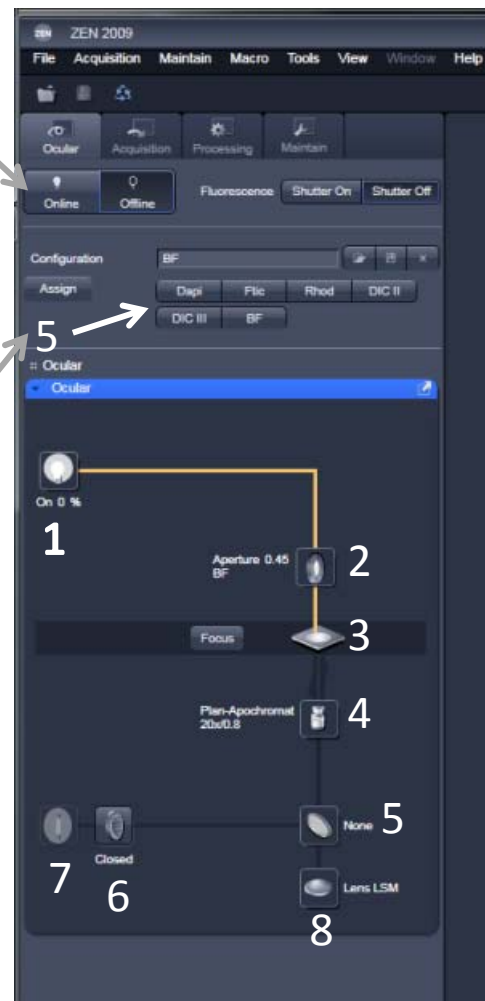 ZEN 2009
File Acquisition Maintain Macro Tools View Window Help
Ocular Acquisition Processing Maintain
Online Offline Fluorescence Shutter On Shutter Off
Configuration BF
Assign Dapi Fitc Rhod DIC II
5 DIC III BF
Ocular
Ocular
On 0 %
1
Aperture 0.45
BF
2
Focus
3
Plan-Apochromat
20x/0.8
4
None 5
Closed
7 6
Lens LSM
8